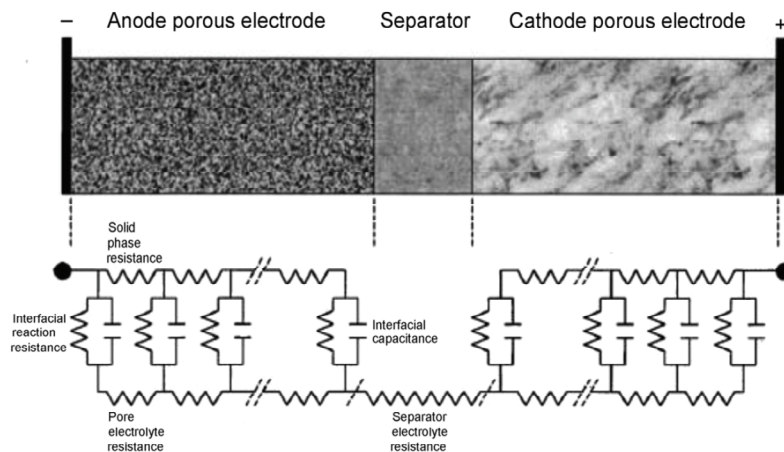 − Anode porous electrode Separator Cathode porous electrode +
Solid
phase
resistance
Interfacial
reaction
resistance
Interfacial
capacitance
Pore
electrolyte
resistance
Separator
electrolyte
resistance